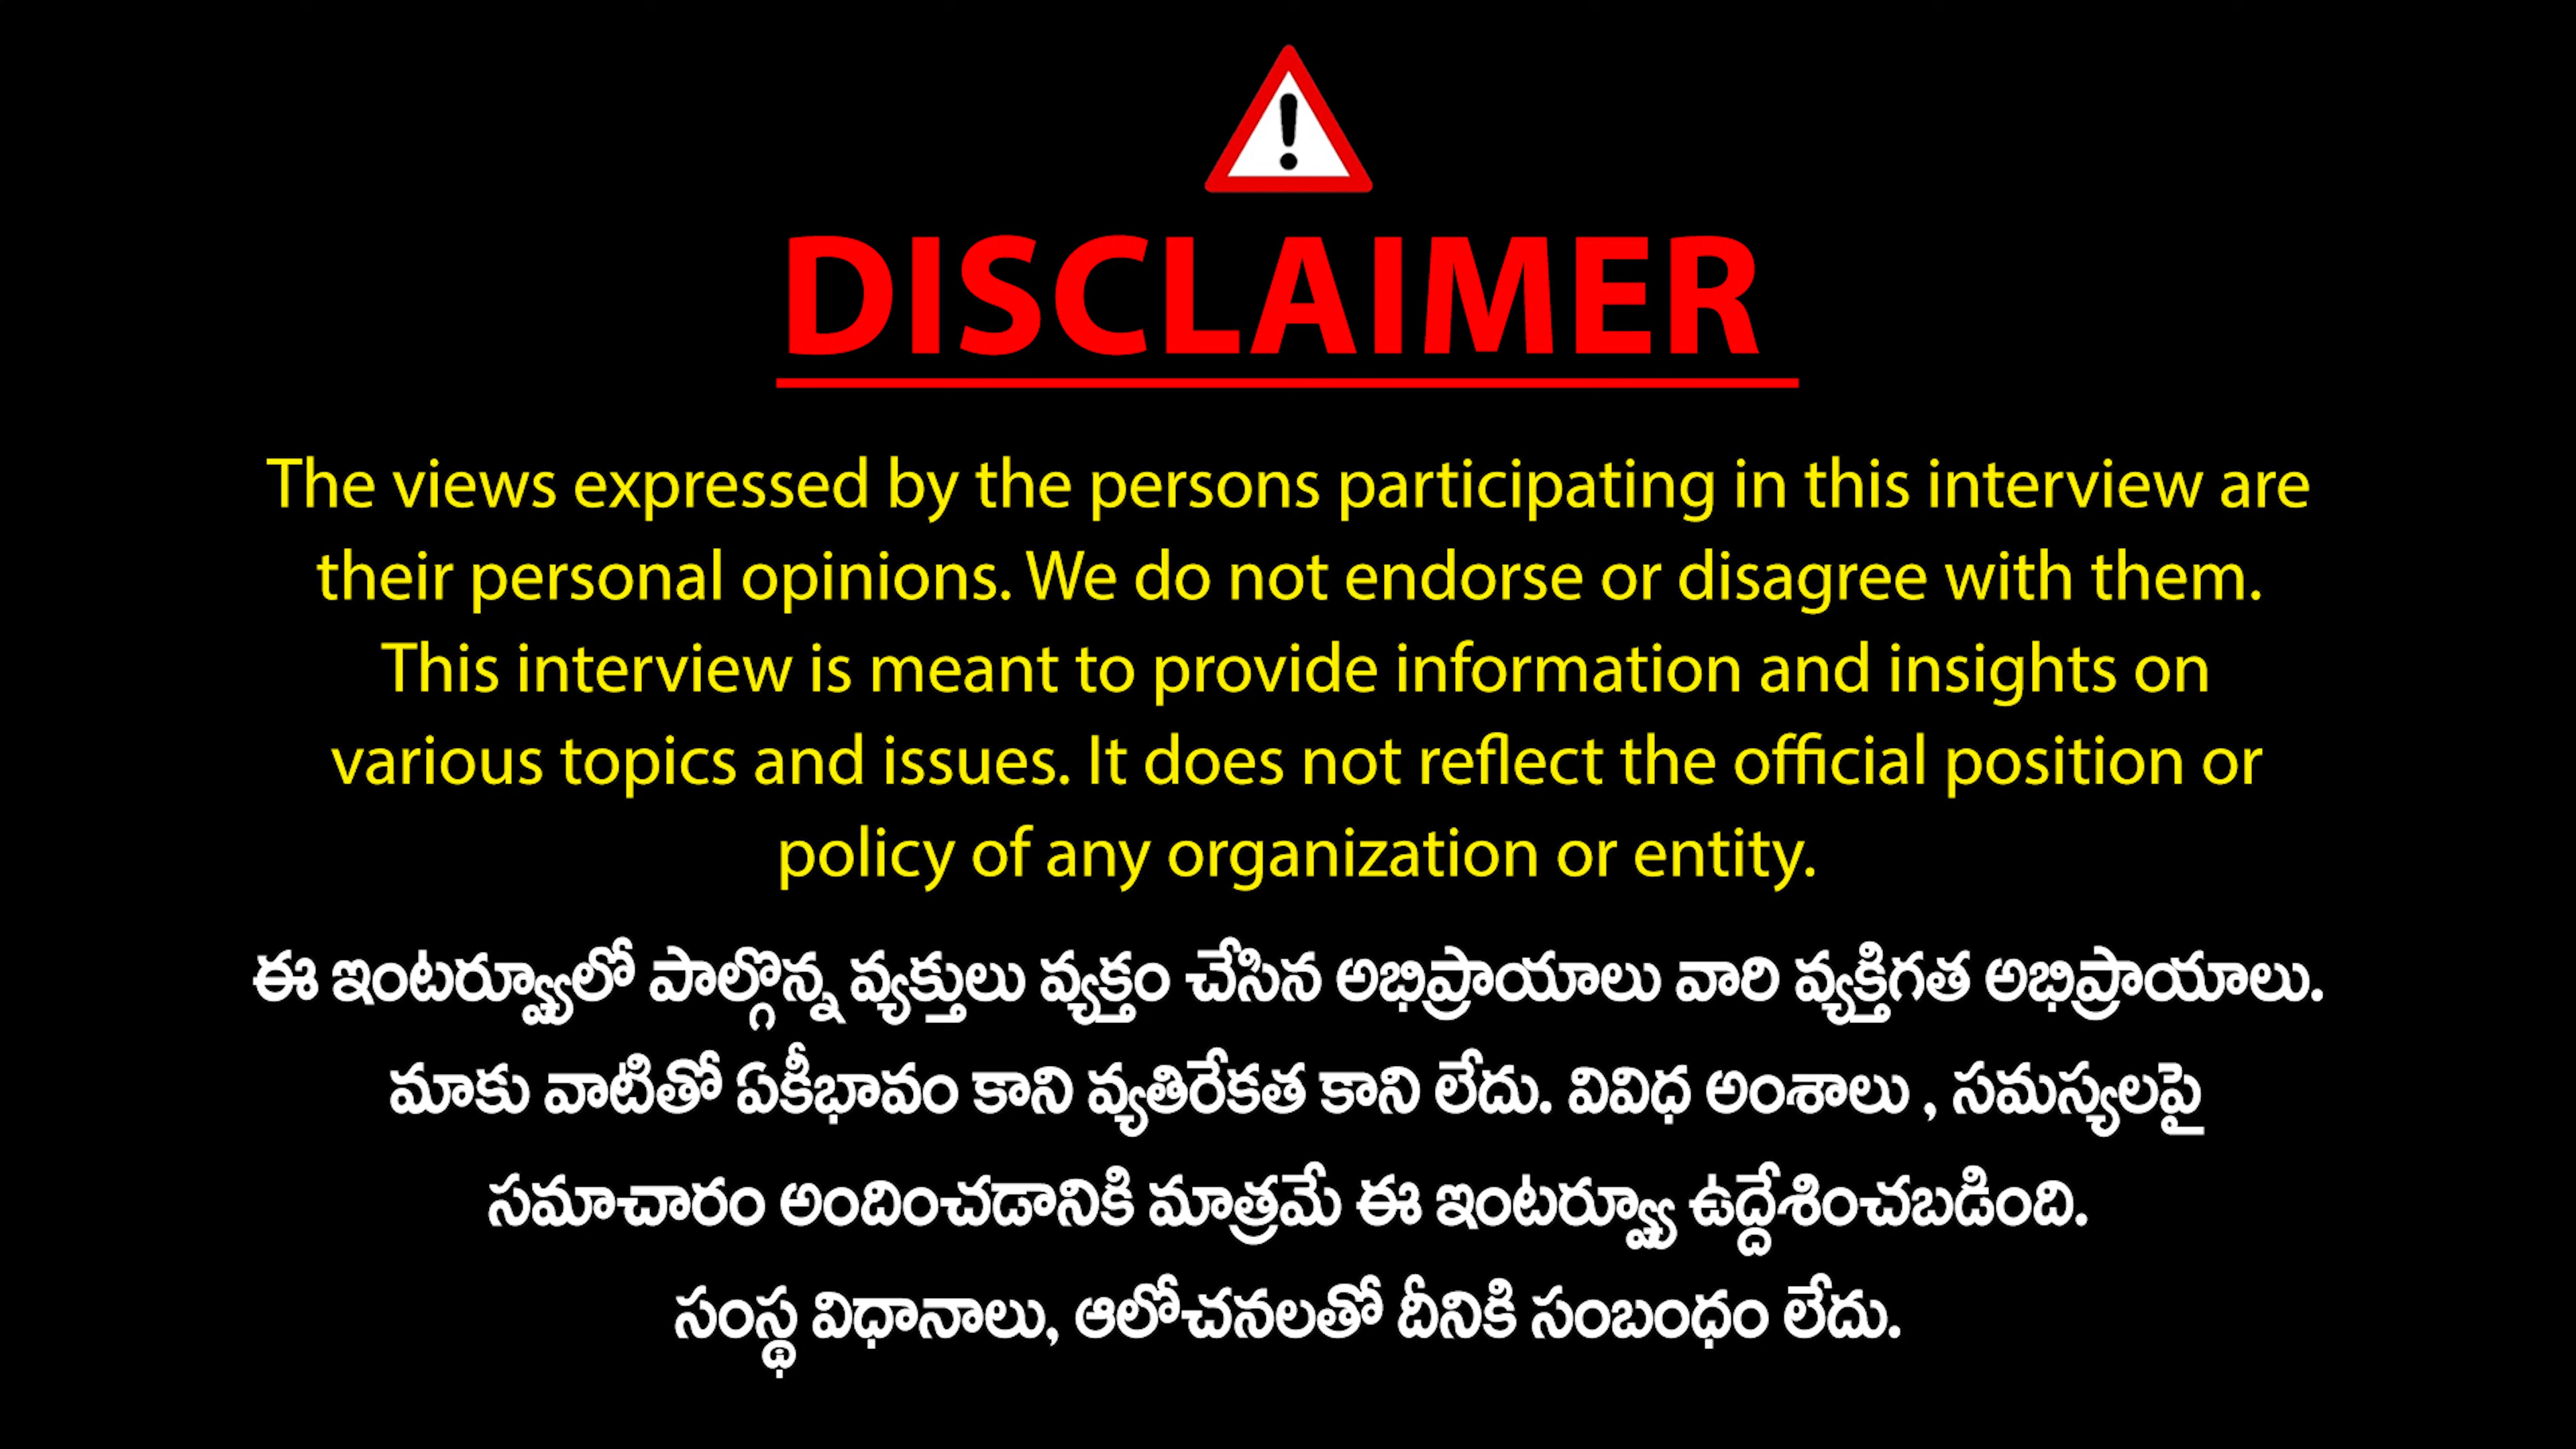 DISCLAIMER
The views expressed by the persons participating in this interview are
their personal opinions. We do not endorse or disagree with them.
This interview is meant to provide information and insights on
various topics and issues. It does not reflect the official position or
policy of any organization or entity.
ఈ ఇంటర్వ్యూలో పాల్గొన్న వ్యక్తులు వ్యక్తం చేసిన అభిప్రాయాలు వారి వ్యక్తిగత అభిప్రాయాలు.
మాకు వాటితో ఏకీభావం కాని వ్యతిరేకత కాని లేదు. వివిధ అంశాలు , సమస్యలపై
సమాచారం అందించడానికి మాత్రమే ఈ ఇంటర్వ్యూ ఉద్దేశించబడింది.
సంస్థ విధానాలు, ఆలోచనలతో దీనికి సంబంధం లేదు.